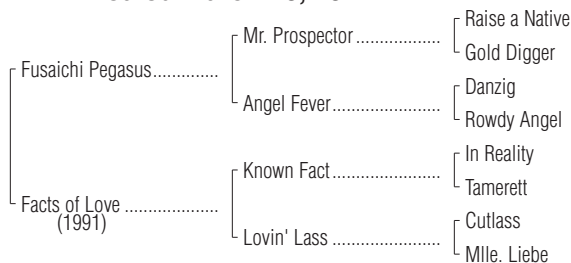 Raise a Native
Mr. Prospector
Gold Digger
Fusaichi Pegasus
Danzig
Angel Fever
Rowdy Angel
In Reality
Known Fact
Tamerett
Facts of Love
(1991)
Cutlass
Lovin' Lass
Mlle. Liebe